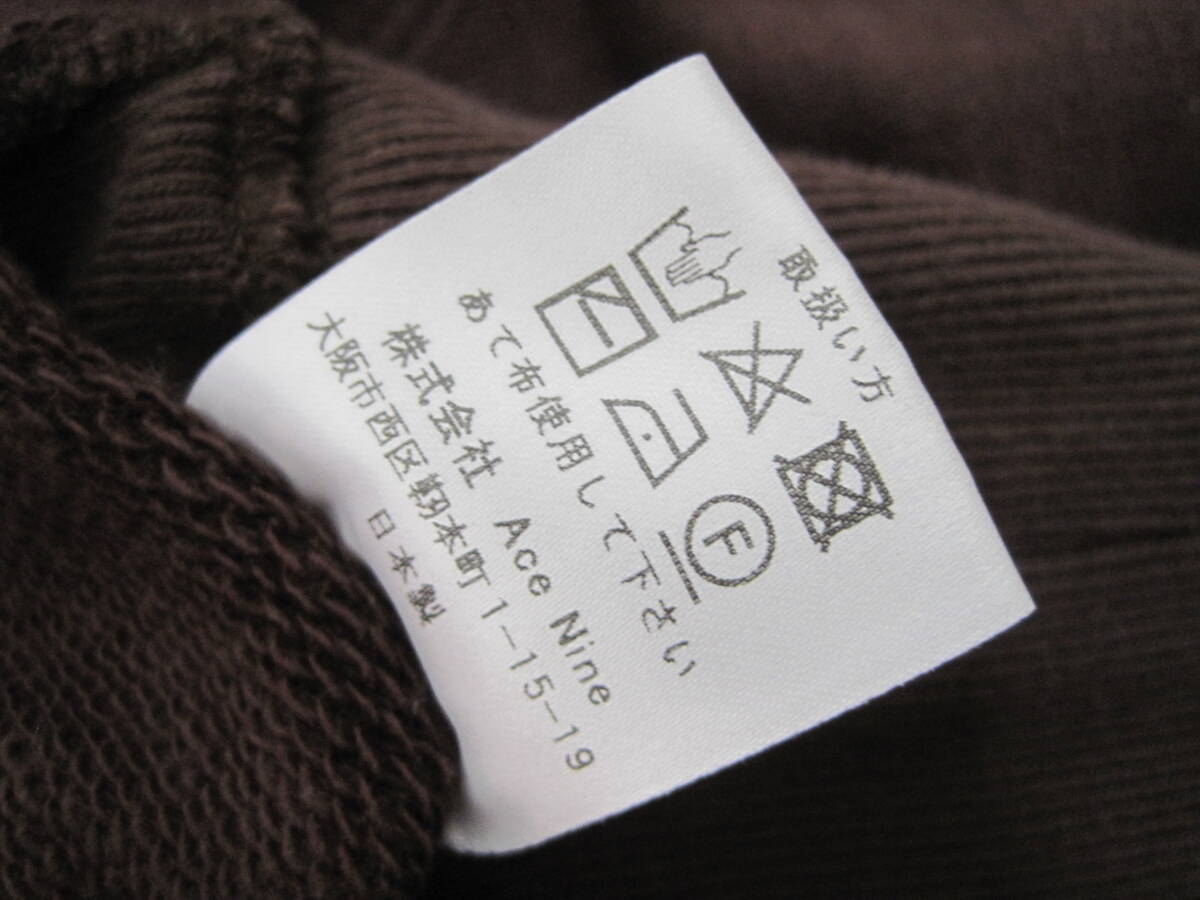 取扱い方
F
あて布使用して下さい
株式会社 Ace Nine
大阪市西区靱本町1-15-19
日本製